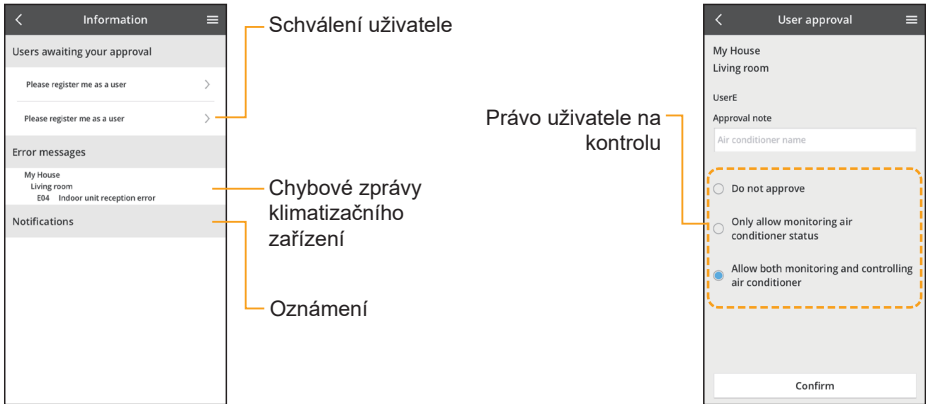 Information
Users awaiting your approval
Please register me as a user
Please register me as a user
Error messages
My House
Living room
E04 Indoor unit reception error
Notifications
Schválení uživatele
Chybové zprávy
klimatizačního
zařízení
Oznámení
Právo uživatele na
kontrolu
User approval
My House
Living room
UserE
Approval note
Air conditioner name
Do not approve
Only allow monitoring air
conditioner status
Allow both monitoring and controlling
air conditioner
Confirm